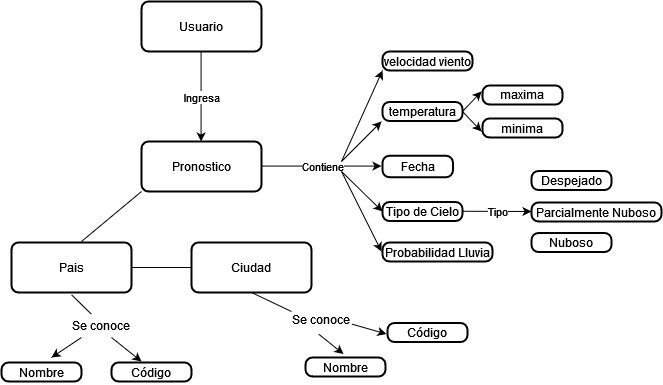 Usuario
velocidad viento
Ingresa
temperatura
maxima
minima
Pronostico
Contiene
Fecha
Despejado
Tipo de Cielo
Tipo
Parcialmente Nuboso
Nuboso
Probabilidad Lluvia
Pais
Ciudad
Se conoce
Se conoce
Código
Nombre
Código
Nombre